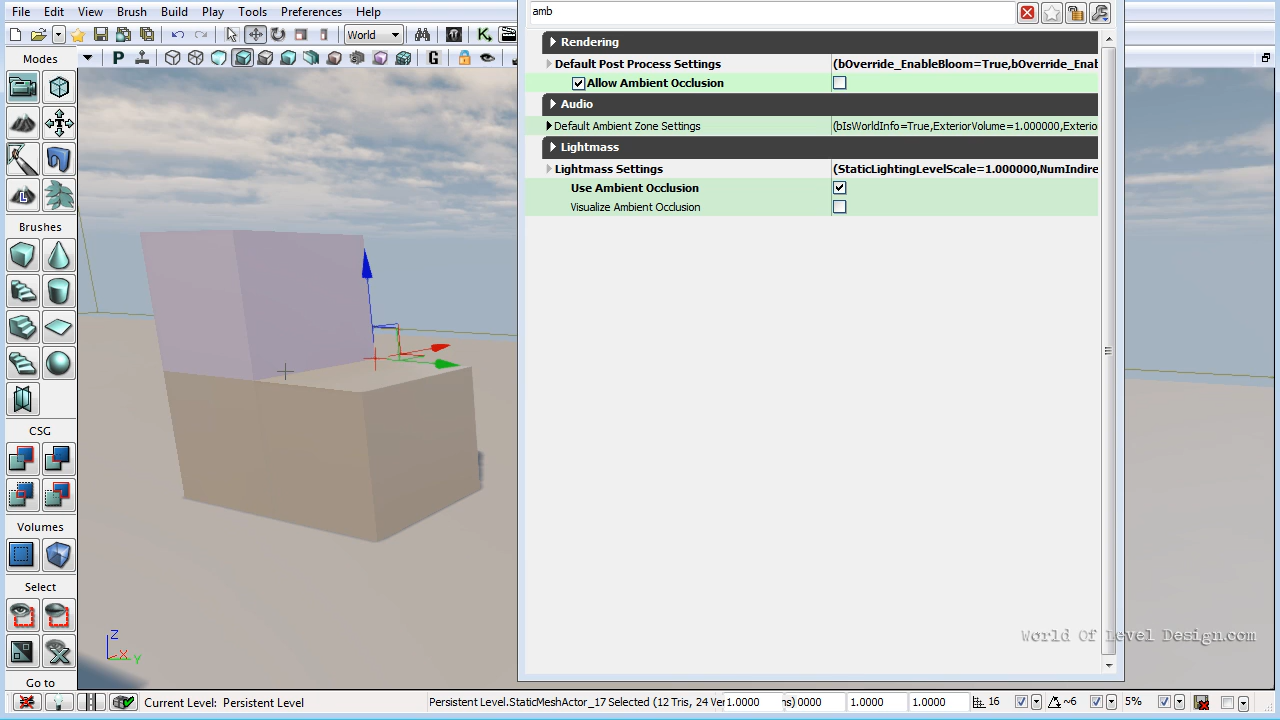 File Edit View Brush Build Play Tools Preferences Help
World
P
G
Modes
L
Brushes
CSG
Volumes
Select
Go to
amb
Rendering
Default Post Process Settings (bOverride_EnableBloom=True,bOverride_Enab
Allow Ambient Occlusion
Audio
Default Ambient Zone Settings (bIsWorldInfo=True,ExteriorVolume=1.000000,Exterio
Lightmass
Lightmass Settings (StaticLightingLevelScale=1.000000,NumIndire
Use Ambient Occlusion
Visualize Ambient Occlusion
Z
X
Y
World Of Level Design.com
Current Level: Persistent Level Persistent Level.StaticMeshActor_17 Selected (12 Tris, 24 Ver 1.0000 ns) 0000 1.0000 1.0000 16 ~6 5%